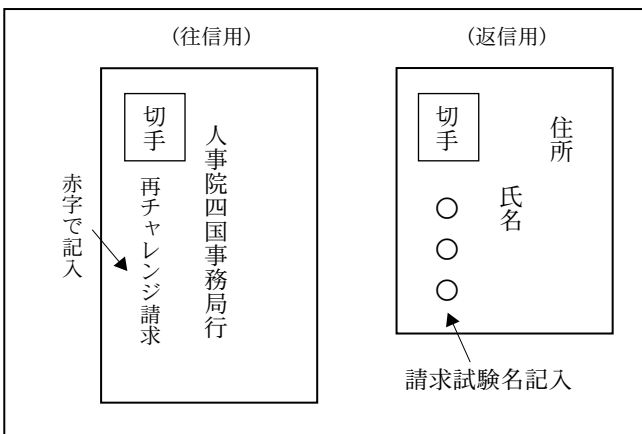 （往信用）
切手
人事院四国事務局行
再チャレンジ請求
赤字で記入
（返信用）
切手
住所
氏名
○○○
請求試験名記入